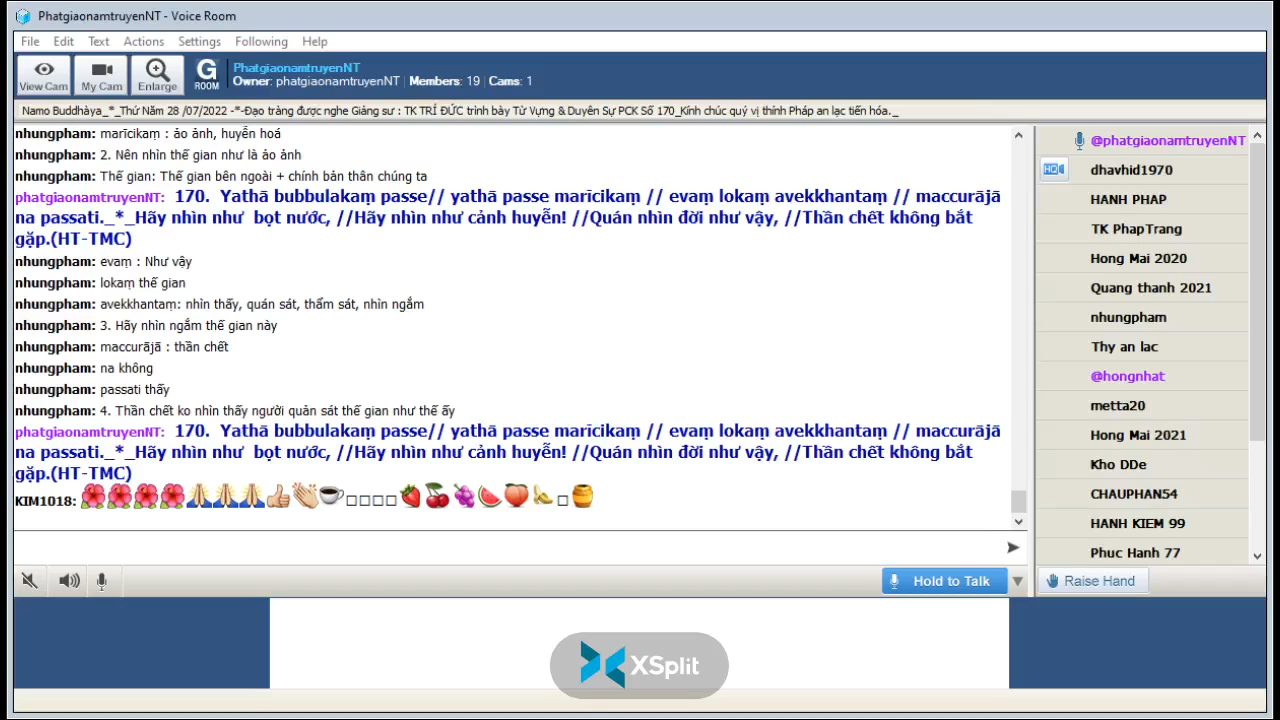 PhatgiaonamtruyenNT - Voice Room
File Edit Text Actions Settings Following Help
View Cam
My Cam
Enlarge
G ROOM
PhatgiaonamtruyenNT
Owner: phatgiaonamtruyenNT | Members: 19 | Cams: 1
Namo Buddhàya_*_Thứ Năm 28 /07/2022 -*-Đạo tràng được nghe Giảng sư : TK TRÍ ĐỨC trình bày Từ Vựng & Duyên Sự PCK Số 170_Kính chúc quý vị thính Pháp an lạc tiến hóa._
nhungpham: marīcikaṃ : ảo ảnh, huyễn hoá
nhungpham: 2. Nên nhìn thế gian như là ảo ảnh
nhungpham: Thế gian: Thế gian bên ngoài + chính bản thân chúng ta
phatgiaonamtruyenNT: 170. Yathā bubbulakaṃ passe// yathā passe marīcikaṃ // evaṃ lokaṃ avekkhantaṃ // maccurājā
na passati._*_Hãy nhìn như bọt nước, //Hãy nhìn như cảnh huyễn! //Quán nhìn đời như vậy, //Thần chết không bắt
gặp.(HT-TMC)
nhungpham: evaṃ : Như vậy
nhungpham: lokaṃ thế gian
nhungpham: avekkhantaṃ: nhìn thấy, quán sát, thẩm sát, nhìn ngắm
nhungpham: 3. Hãy nhìn ngắm thế gian này
nhungpham: maccurājā : thần chết
nhungpham: na không
nhungpham: passati thấy
nhungpham: 4. Thần chết ko nhìn thấy người quản sát thế gian như thế ấy
phatgiaonamtruyenNT: 170. Yathā bubbulakaṃ passe// yathā passe marīcikaṃ // evaṃ lokaṃ avekkhantaṃ // maccurājā
na passati._*_Hãy nhìn như bọt nước, //Hãy nhìn như cảnh huyễn! //Quán nhìn đời như vậy, //Thần chết không bắt
gặp.(HT-TMC)
KIM1018:
@phatgiaonamtruyenNT
HQ dhavhid1970
HANH PHAP
TK PhapTrang
Hong Mai 2020
Quang thanh 2021
nhungpham
Thy an lac
@hongnhat
metta20
Hong Mai 2021
Kho DDe
CHAUPHAN54
HANH KIEM 99
Phuc Hanh 77
Hold to Talk
Raise Hand
XSplit